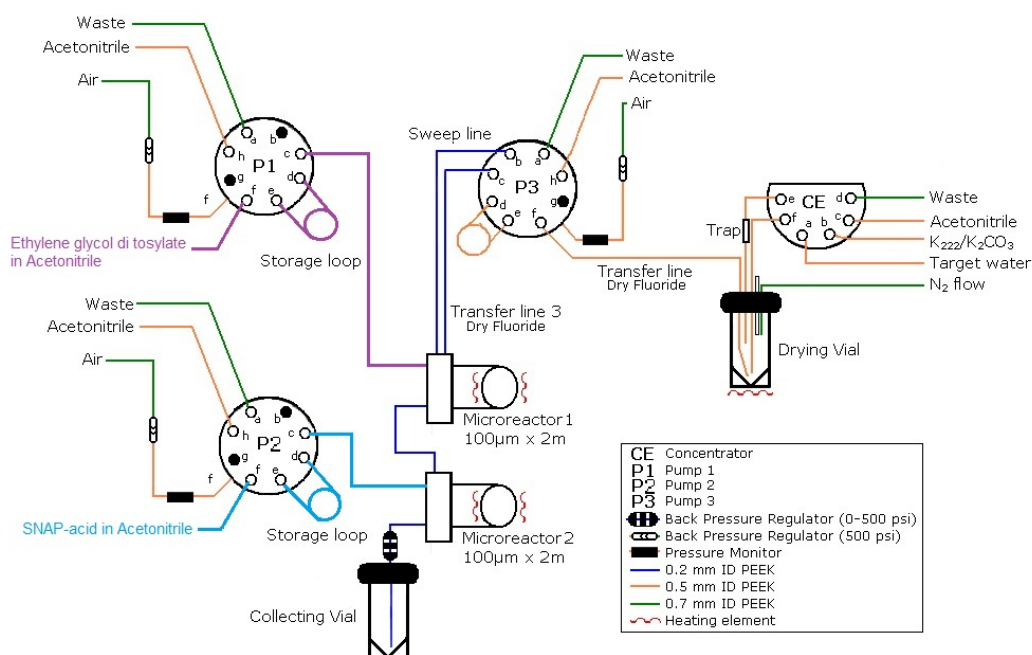 Waste
Acetonitrile
Air
a
b
c
d
e
f
g
h
P1
f
Ethylene glycol di tosylate
in Acetonitrile
Storage loop
Sweep line
Waste
Acetonitrile
Air
a
b
c
d
e
f
g
h
P3
Transfer line
Dry Fluoride
Transfer line 3
Dry Fluoride
CE
a
b
c
d
e
f
Trap
Waste
Acetonitrile
K222/K2CO3
Target water
N2 flow
Drying Vial
Microreactor 1
100µm x 2m
Waste
Acetonitrile
Air
a
b
c
d
e
f
g
h
P2
f
SNAP-acid in Acetonitrile
Storage loop
Microreactor 2
100µm x 2m
Collecting Vial
CE Concentrator
P1 Pump 1
P2 Pump 2
P3 Pump 3
Back Pressure Regulator (0-500 psi)
Back Pressure Regulator (500 psi)
Pressure Monitor
0.2 mm ID PEEK
0.5 mm ID PEEK
0.7 mm ID PEEK
Heating element